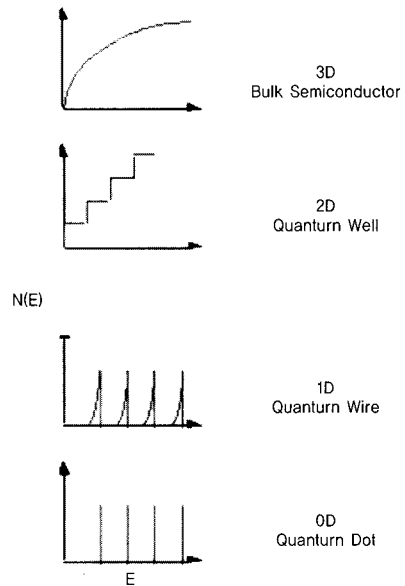 3D
Bulk Semiconductor
2D
Quanturn Well
N(E)
1D
Quanturn Wire
0D
Quanturn Dot
E